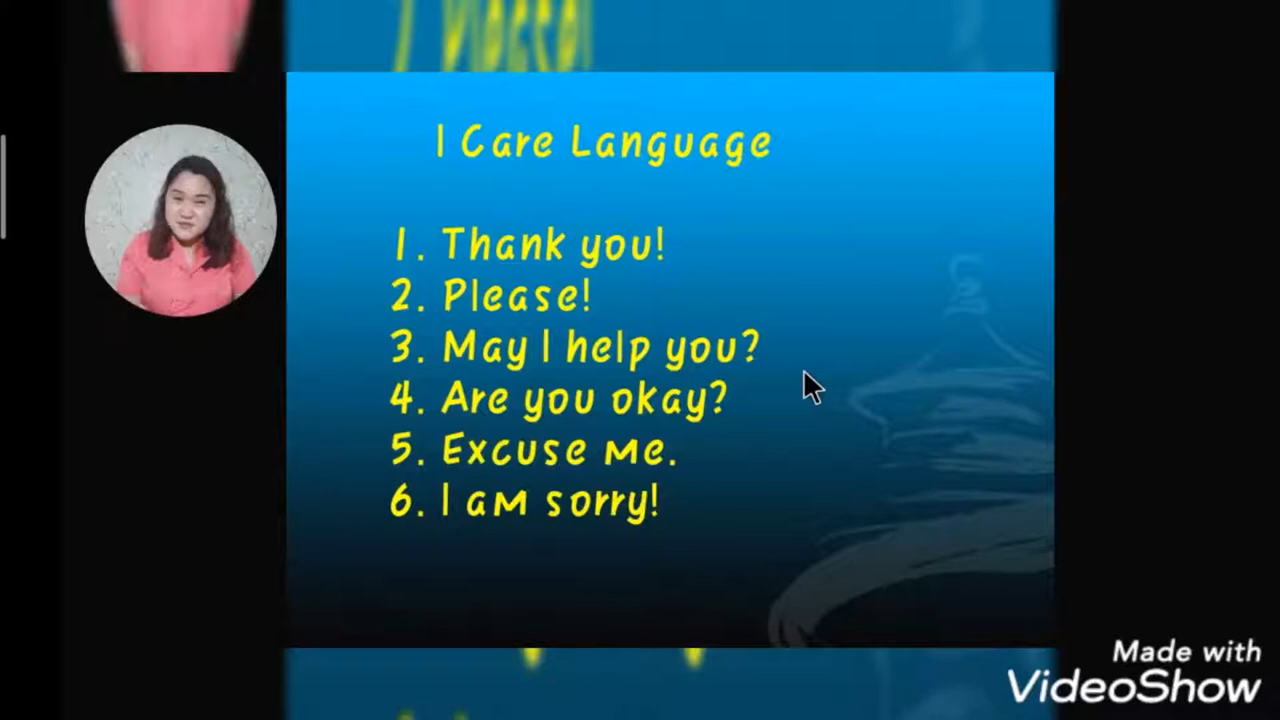 I Care Language
1. Thank you!
2. Please!
3. May I help you?
4. Are you okay?
5. Excuse me.
6. I am sorry!
Made with
VideoShow